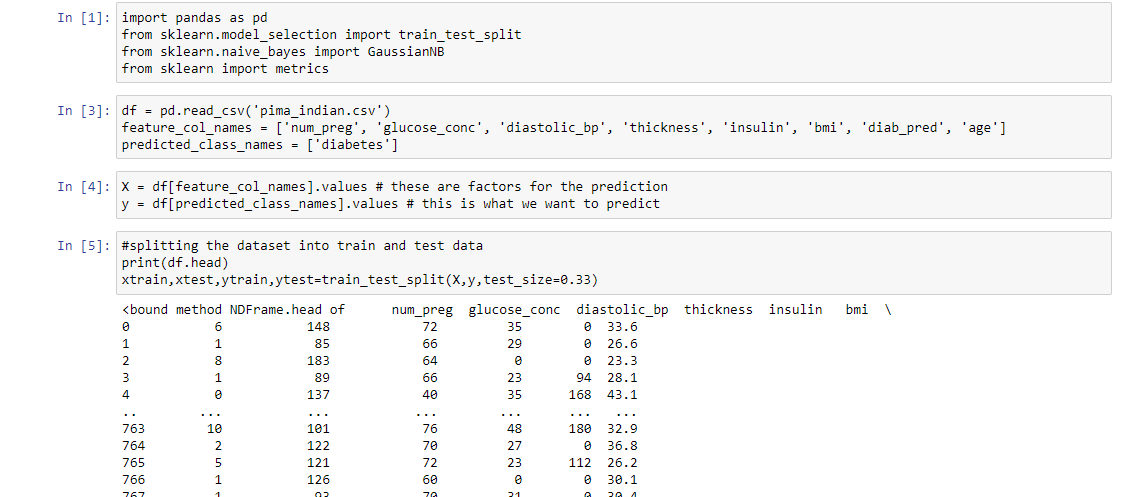 In [1]: import pandas as pd
from sklearn.model_selection import train_test_split
from sklearn.naive_bayes import GaussianNB
from sklearn import metrics
In [3]: df = pd.read_csv('pima_indian.csv')
feature_col_names = ['num_preg', 'glucose_conc', 'diastolic_bp', 'thickness', 'insulin', 'bmi', 'diab_pred', 'age']
predicted_class_names = ['diabetes']
In [4]: X = df[feature_col_names].values # these are factors for the prediction
y = df[predicted_class_names].values # this is what we want to predict
In [5]: #splitting the dataset into train and test data
print(df.head)
xtrain,xtest,ytrain,ytest=train_test_split(X,y,test_size=0.33)
<bound method NDFrame.head of      num_preg  glucose_conc  diastolic_bp  thickness  insulin   bmi  \
0           6           148            72         35        0  33.6
1           1            85            66         29        0  26.6
2           8           183            64          0        0  23.3
3           1            89            66         23       94  28.1
4           0           137            40         35      168  43.1
..        ...           ...           ...        ...      ...   ...
763        10           101            76         48      180  32.9
764         2           122            70         27        0  36.8
765         5           121            72         23      112  26.2
766         1           126            60          0        0  30.1
767         1            93            70         31        0  30.4